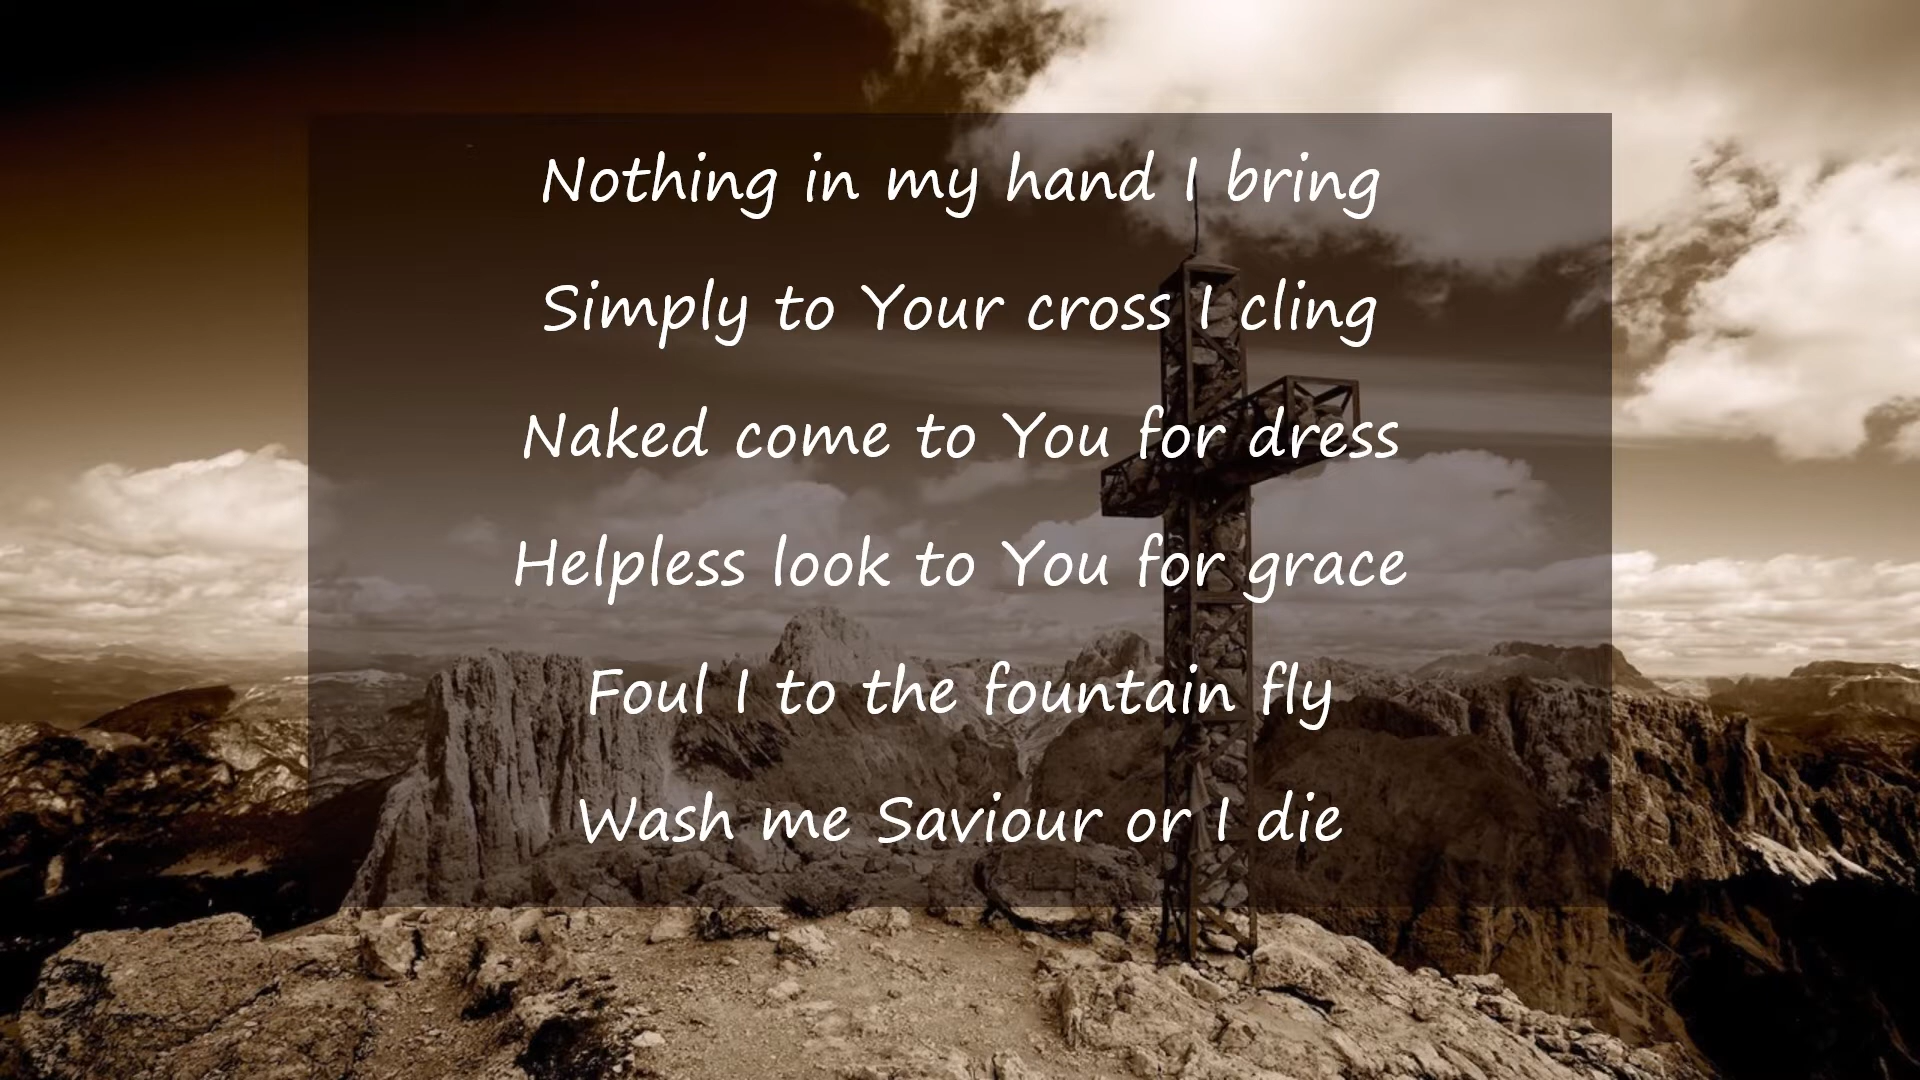 Nothing in my hand I bring
Simply to Your cross I cling
Naked come to You for dress
Helpless look to You for grace
Foul I to the fountain fly
Wash me Saviour or I die